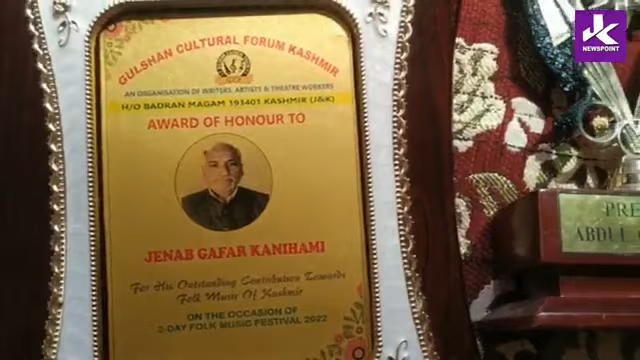 GULSHAN CULTURAL FORUM KASHMIR
AN ORGANISATION OF WRITERS, ARTISTS & THEATRE WORKERS
H/O BADRAN MAGAM 193401 KASHMIR (J&K)
AWARD OF HONOUR TO
JENAB GAFAR KANIHAMI
For His Outstanding Contribution Towards
Folk Music Of Kashmir
ON THE OCCASION OF
2-DAY FOLK MUSIC FESTIVAL 2022
JK
NEWSPOINT
PRE
ABDUL